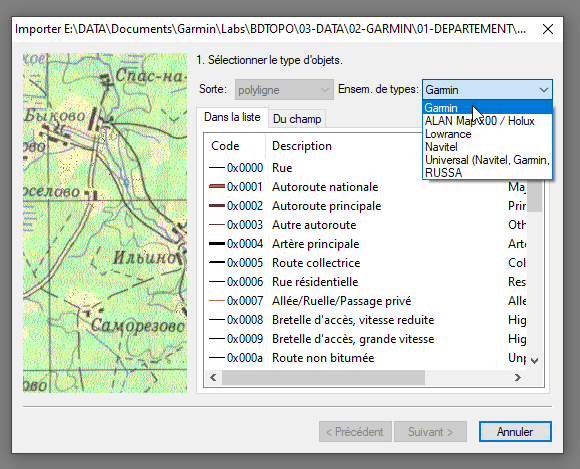 Importer E:\DATA\Documents\Garmin\Labs\BDTOPO\03-DATA\02-GARMIN\01-DEPARTEMENT\...
1. Sélectionner le type d'objets.
Sorte: polyligne Ensem. de types: Garmin
Garmin
ALAN Map 500 / Holux
Lowrance
Navitel
Universal (Navitel, Garmin,
RUSSA
Dans la liste Du champ
Code Description
0x0000 Rue
0x0001 Autoroute nationale Maj
0x0002 Autoroute principale Prir
0x0003 Autre autoroute Oth
0x0004 Artère principale Arte
0x0005 Route collectrice Col
0x0006 Rue résidentielle Res
0x0007 Allée/Ruelle/Passage privé Alle
0x0008 Bretelle d'accès, vitesse reduite Hig
0x0009 Bretelle d'accès, grande vitesse Hig
0x000a Route non bitumée Unp
Спас-на-
Быково
оселово
Ильино
Саморезово
ово
< Précédent Suivant > Annuler